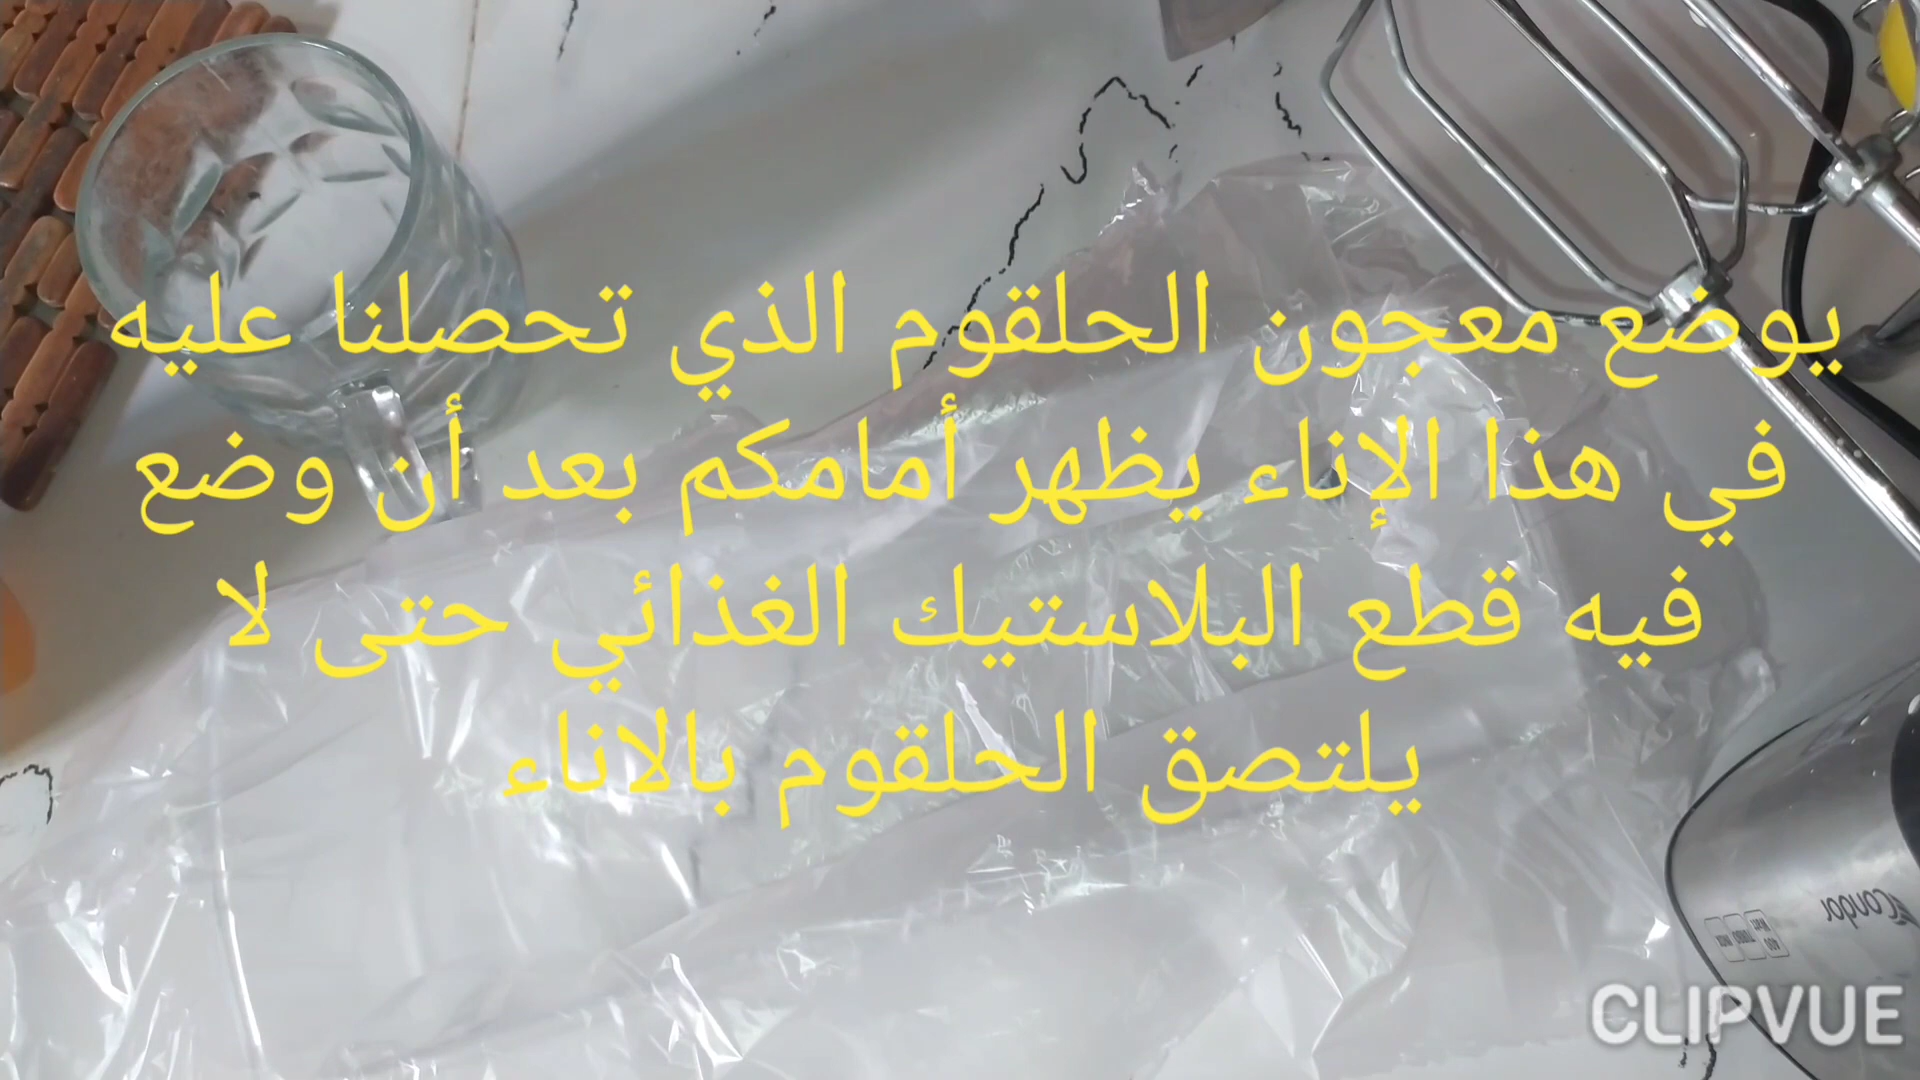 يوضع معجون الحلقوم الذي تحصلنا عليه
في هذا الإناء يظهر أمامكم بعد أن وضع
فيه قطع البلاستيك الغذائي حتى لا
يلتصق الحلقوم بالاناء
Condor
CLIPVUE